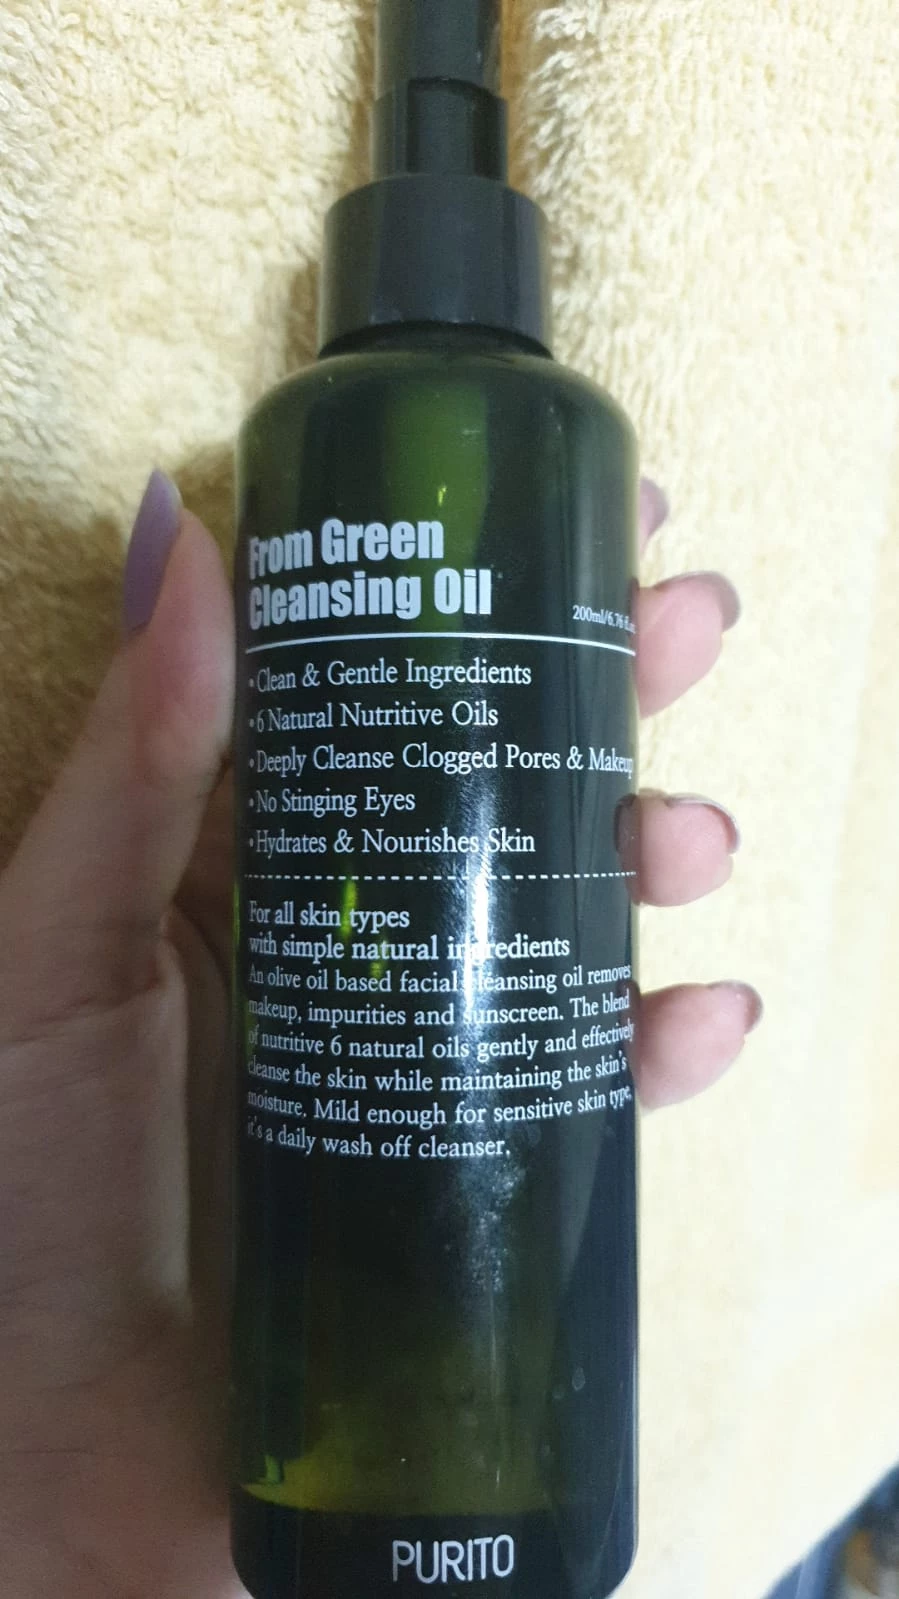 From Green
Cleansing Oil
200ml/6.76 fl.oz
• Clean & Gentle Ingredients
• 6 Natural Nutritive Oils
• Deeply Cleanse Clogged Pores & Makeup
• No Stinging Eyes
• Hydrates & Nourishes Skin
For all skin types
with simple natural ingredients
An olive oil based facial cleansing oil removes
makeup, impurities and sunscreen. The blend
of nutritive 6 natural oils gently and effectively
cleanse the skin while maintaining the skin's
moisture. Mild enough for sensitive skin type,
it's a daily wash off cleanser.
PURITO